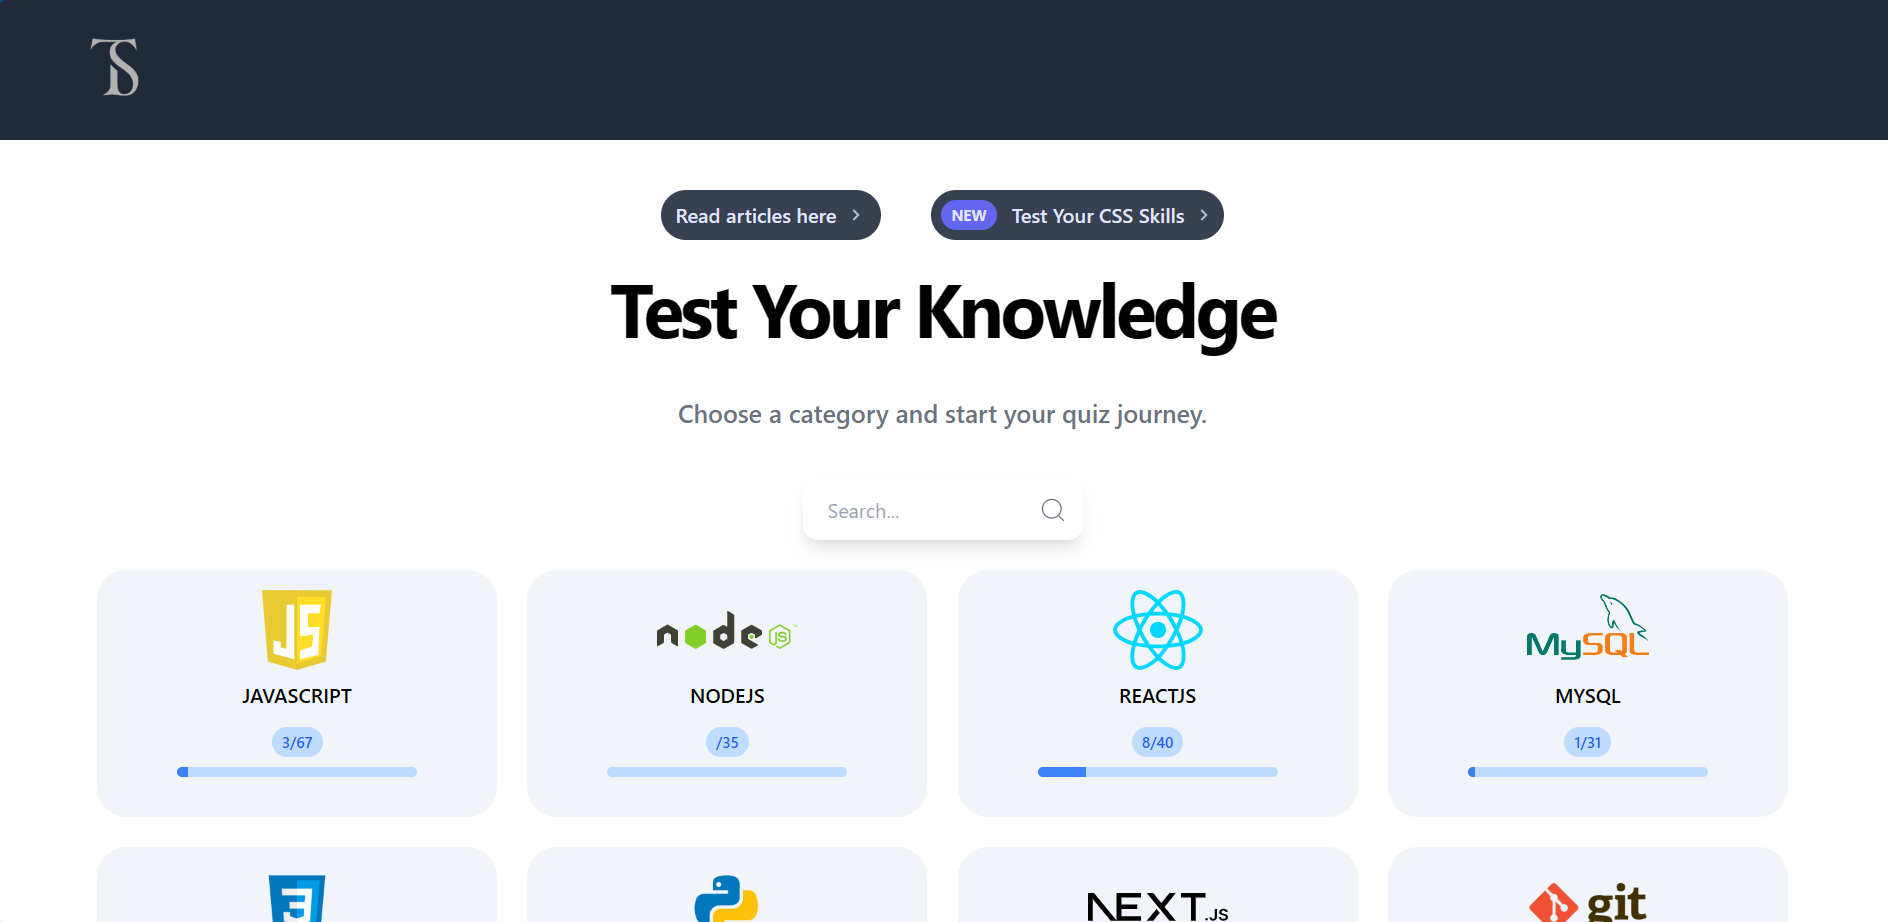 TS
Read articles here
NEW Test Your CSS Skills
Test Your Knowledge
Choose a category and start your quiz journey.
Search...
JS
node JS
MySQL
JAVASCRIPT
NODEJS
REACTJS
MYSQL
3/67
/35
8/40
1/31
3
NEXT.JS
git